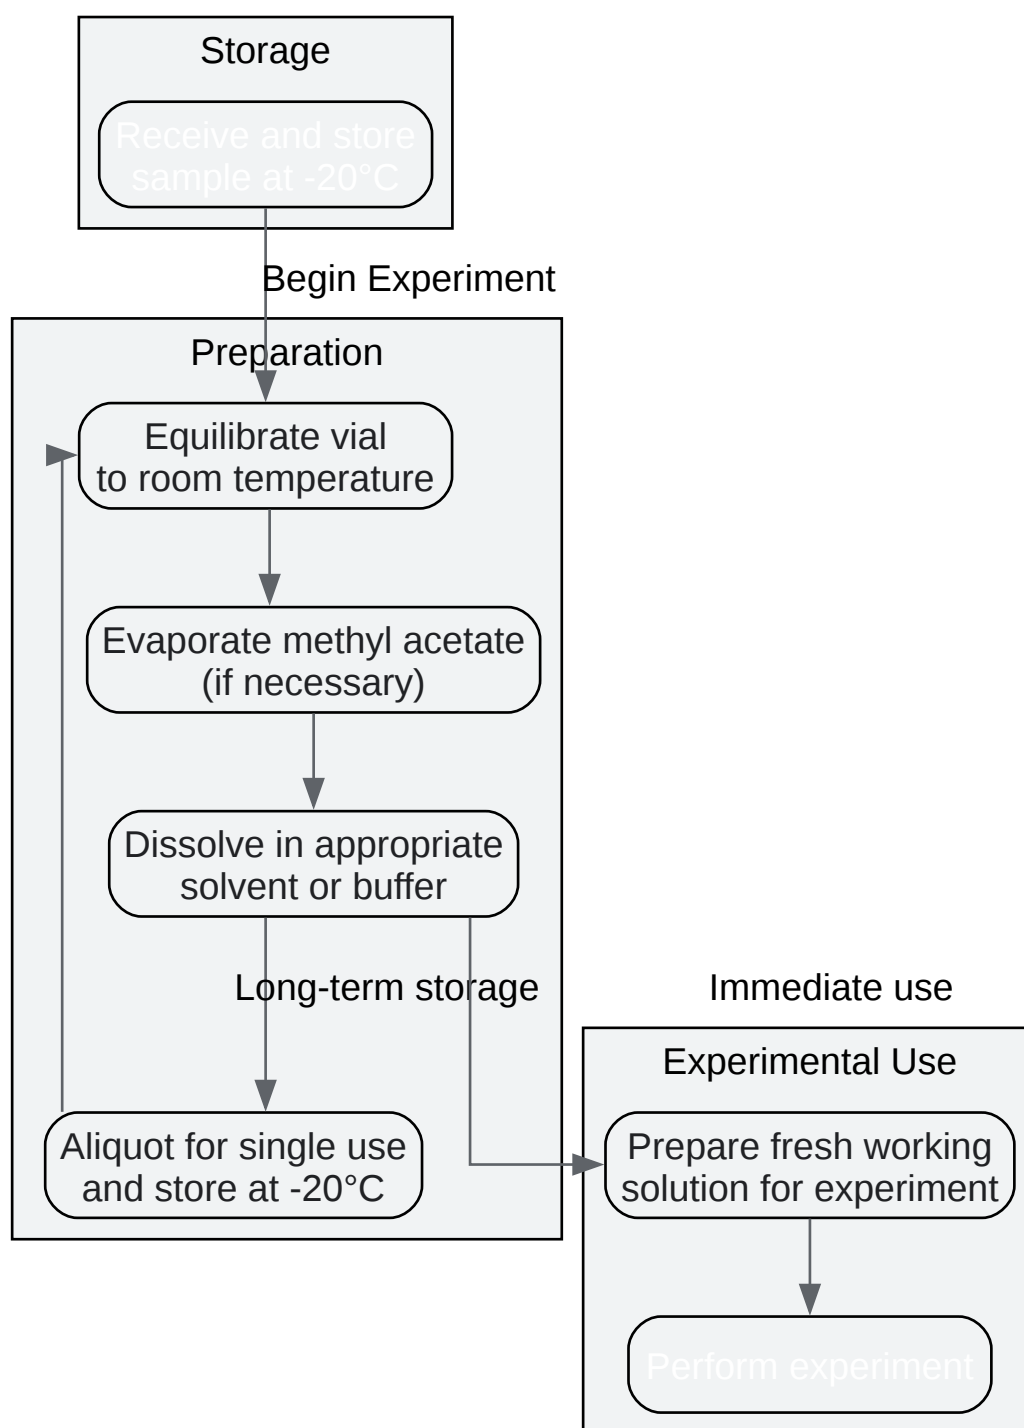 Storage
Receive and store
sample at -20°C
Begin Experiment
Preparation
Equilibrate vial
to room temperature
Evaporate methyl acetate
(if necessary)
Dissolve in appropriate
solvent or buffer
Long-term storage
Immediate use
Aliquot for single use
and store at -20°C
Experimental Use
Prepare fresh working
solution for experiment
Perform experiment